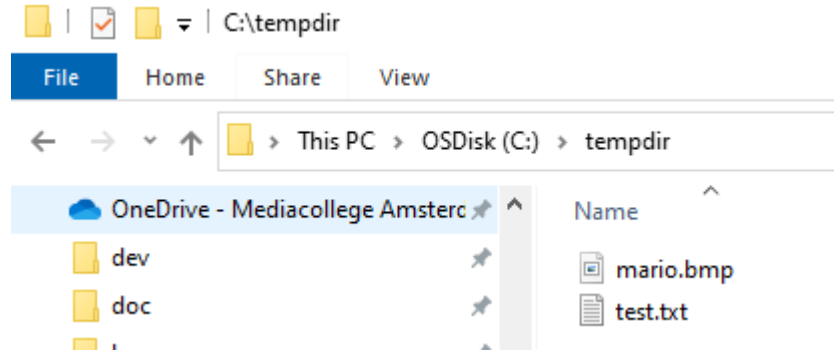 C:\tempdir
File Home Share View
This PC > OSDisk (C:) > tempdir
OneDrive - Mediacollege Amsterd
Name
dev
mario.bmp
doc
test.txt